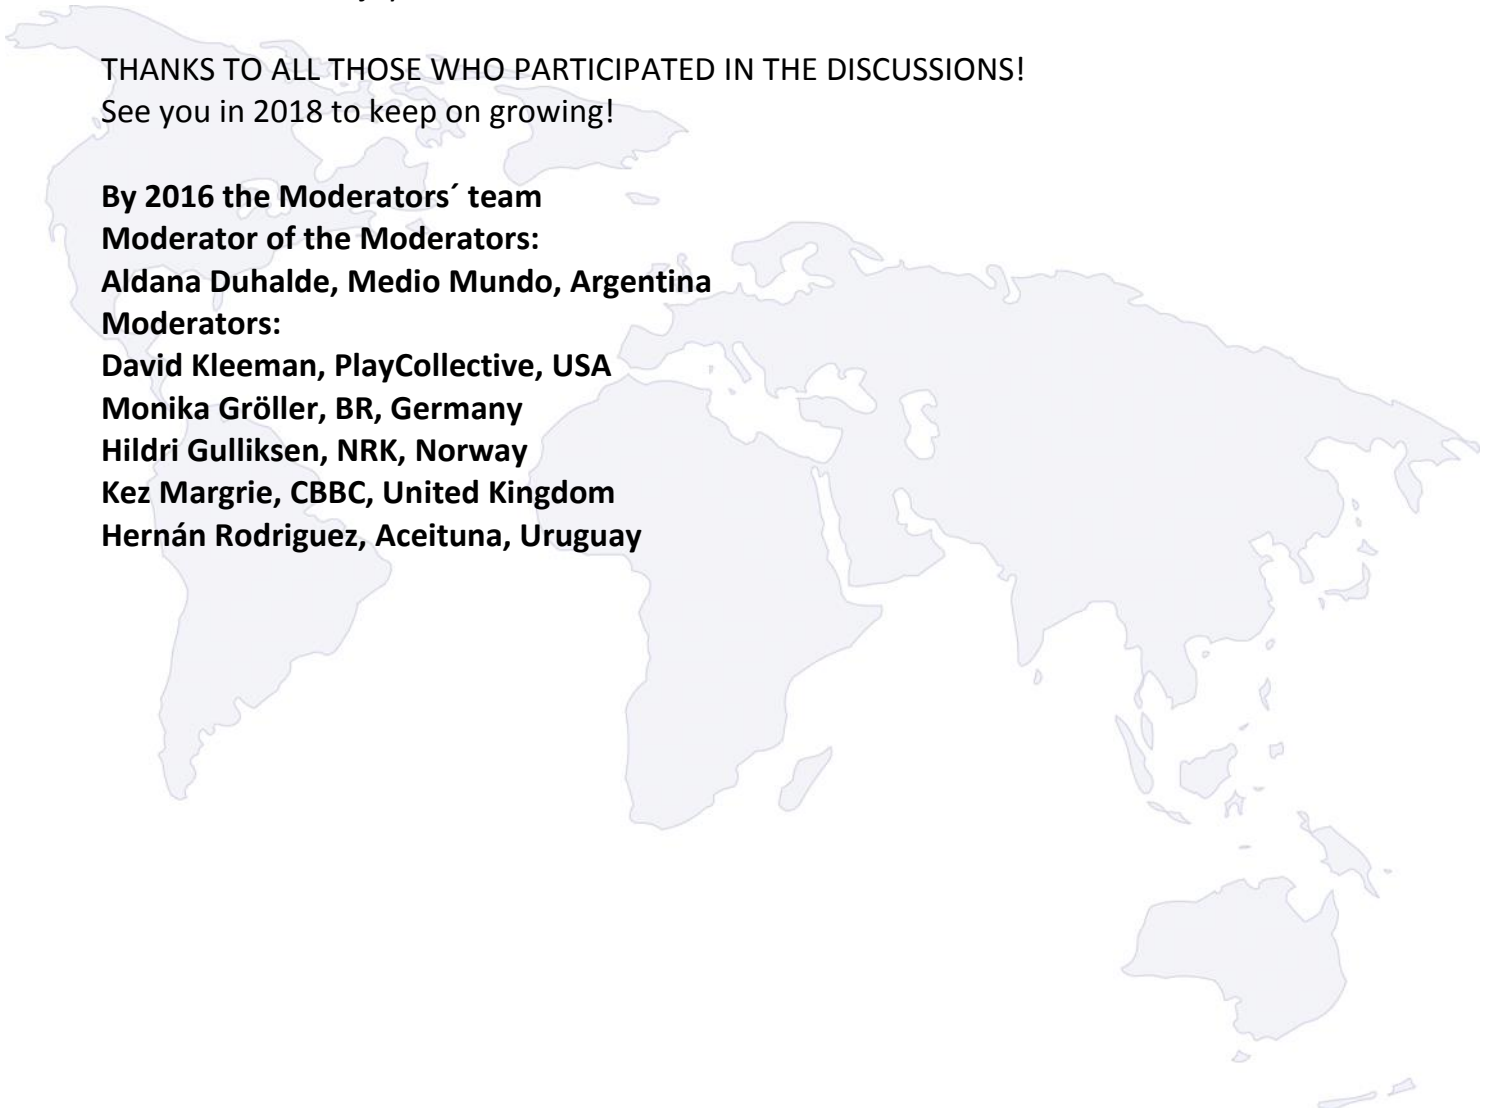 THANKS TO ALL THOSE WHO PARTICIPATED IN THE DISCUSSIONS!
See you in 2018 to keep on growing!
By 2016 the Moderators´ team
Moderator of the Moderators:
Aldana Duhalde, Medio Mundo, Argentina
Moderators:
David Kleeman, PlayCollective, USA
Monika Gröller, BR, Germany
Hildri Gulliksen, NRK, Norway
Kez Margrie, CBBC, United Kingdom
Hernán Rodriguez, Aceituna, Uruguay